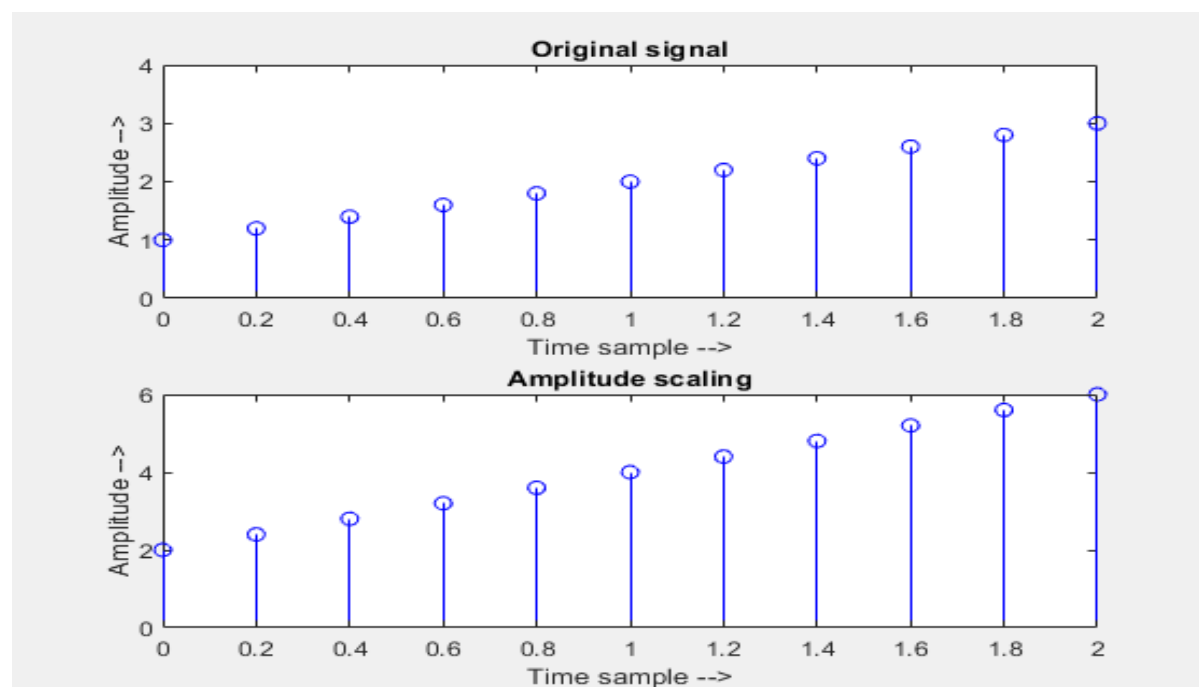 Original signal
4
3
2
1
0
Amplitude -->
0 0.2 0.4 0.6 0.8 1 1.2 1.4 1.6 1.8 2
Time sample -->
Amplitude scaling
6
4
2
0
Amplitude -->
0 0.2 0.4 0.6 0.8 1 1.2 1.4 1.6 1.8 2
Time sample -->